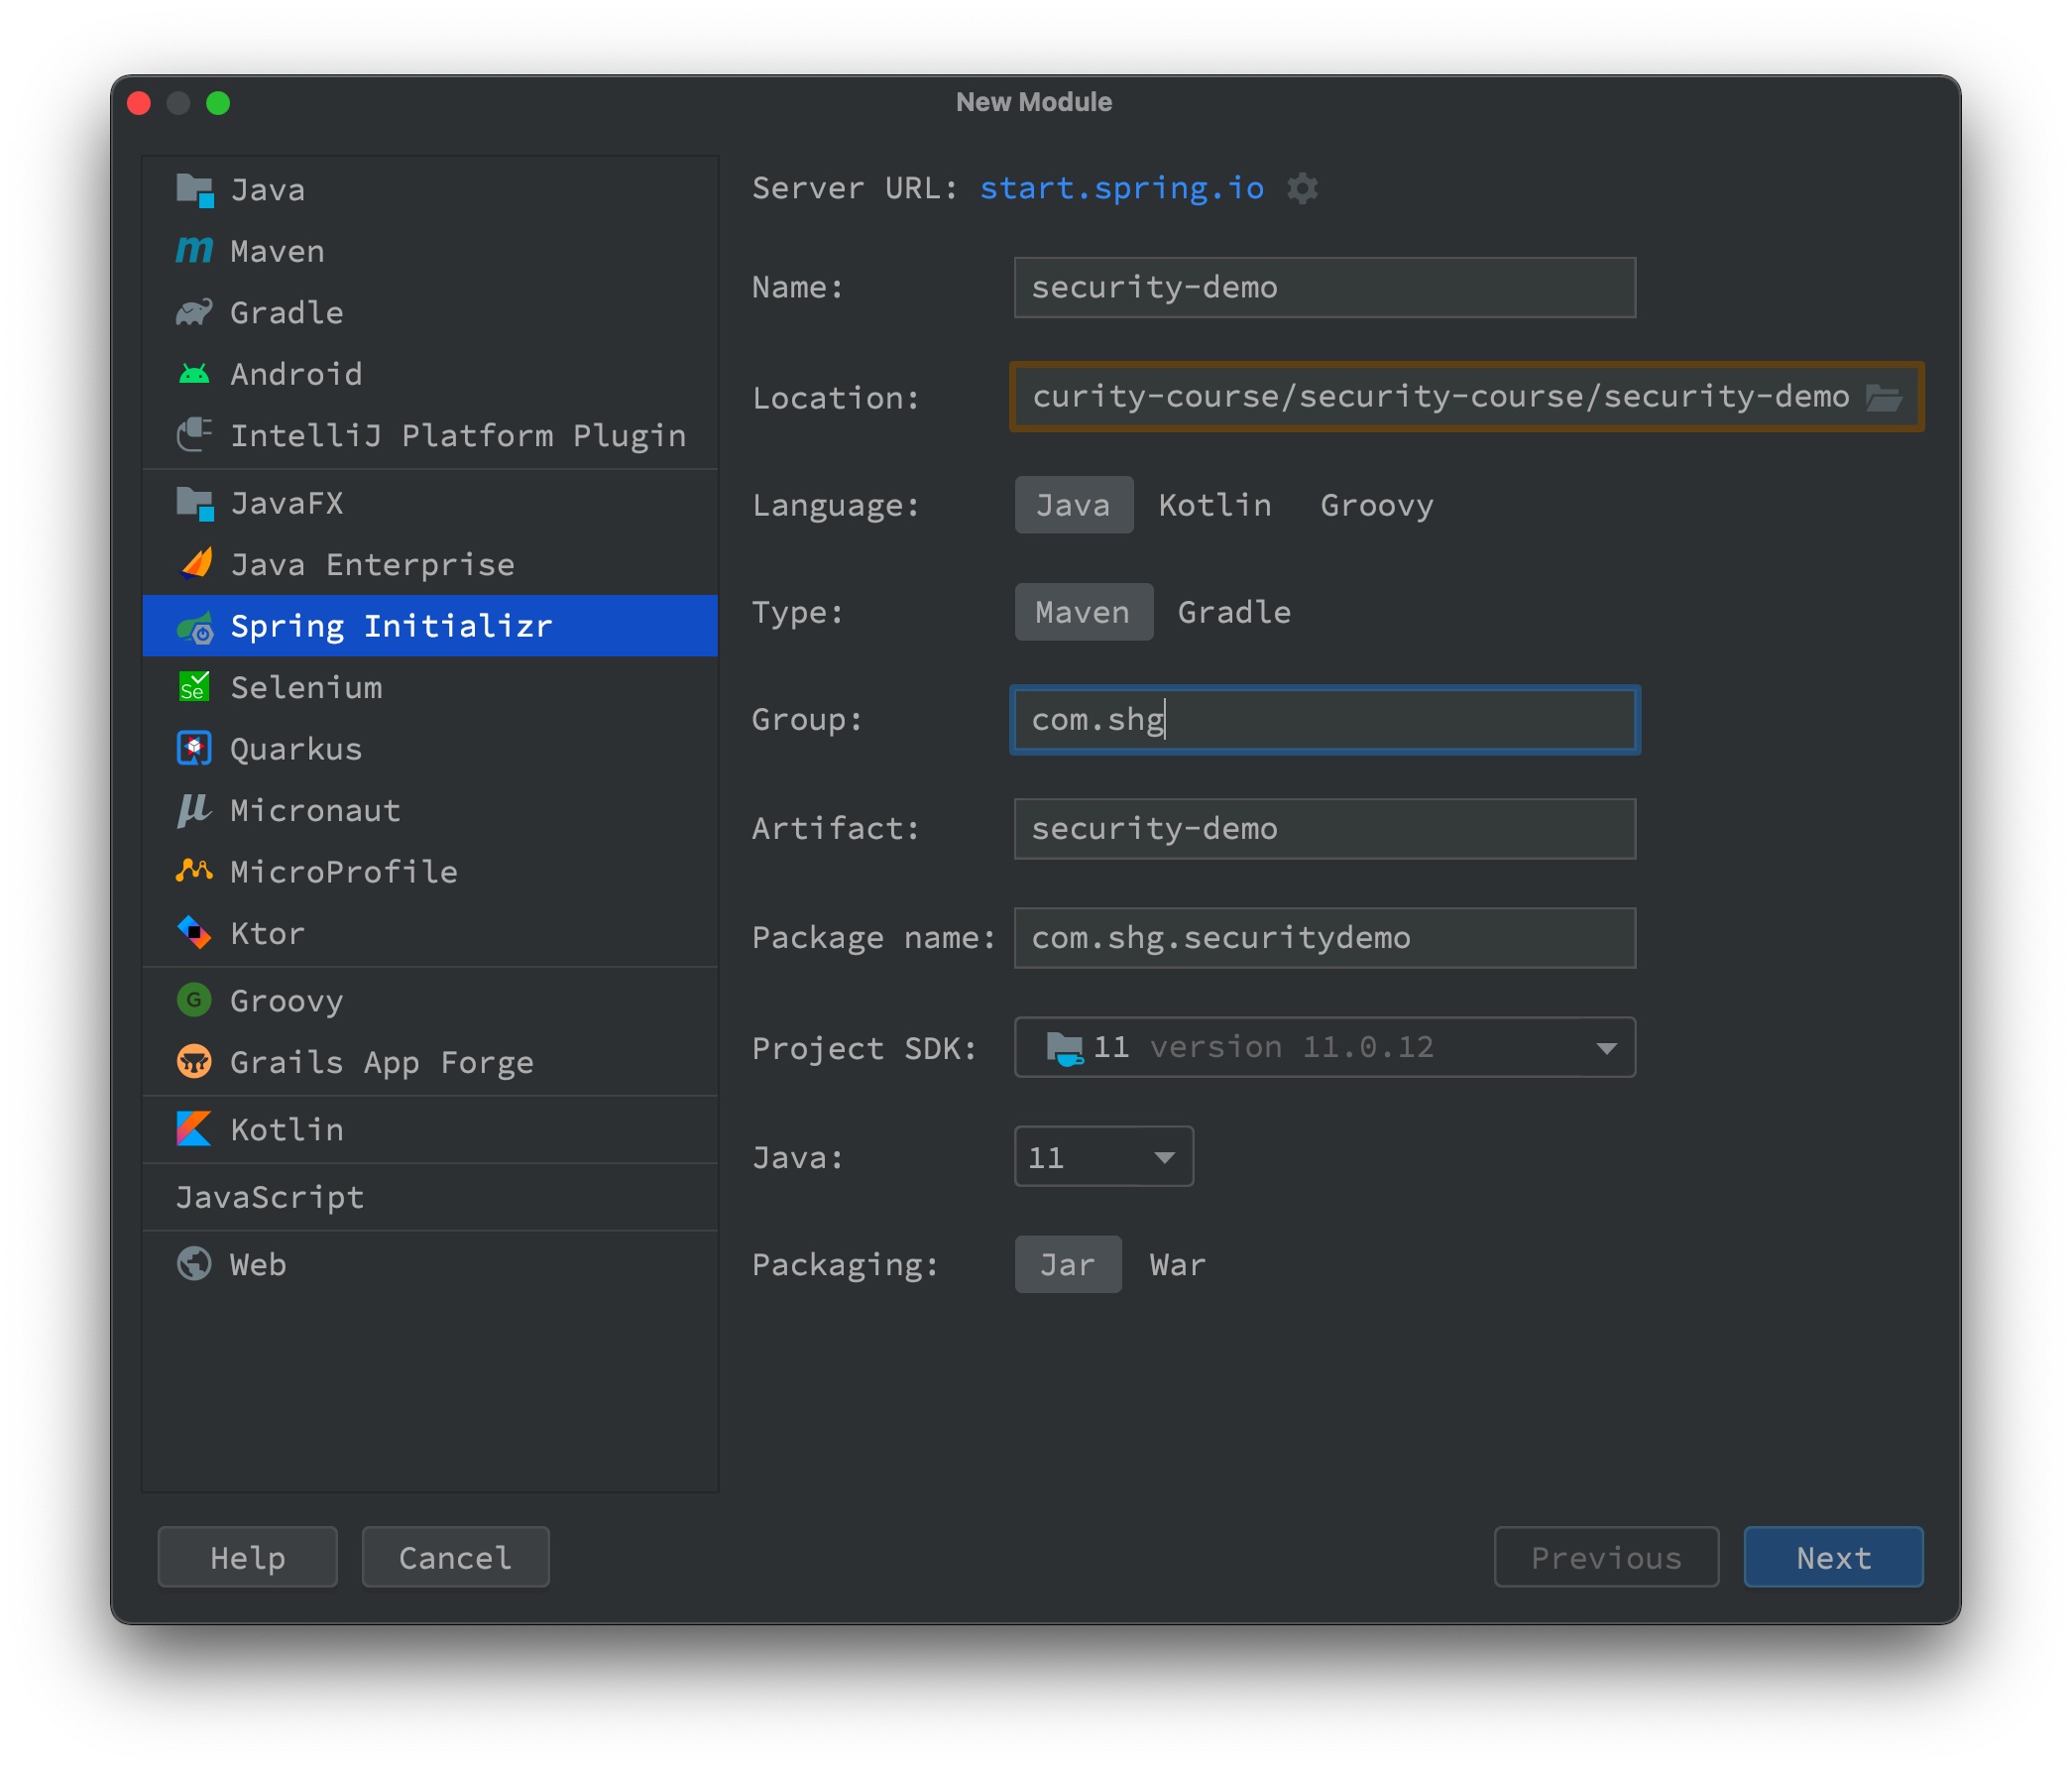 New Module
Java
Maven
Gradle
Android
IntelliJ Platform Plugin
JavaFX
Java Enterprise
Spring Initializr
Selenium
Quarkus
Micronaut
MicroProfile
Ktor
Groovy
Grails App Forge
Kotlin
JavaScript
Web
Server URL: start.spring.io
Name: security-demo
Location: curity-course/security-course/security-demo
Language: Java Kotlin Groovy
Type: Maven Gradle
Group: com.shg
Artifact: security-demo
Package name: com.shg.securitydemo
Project SDK: 11 version 11.0.12
Java: 11
Packaging: Jar War
Help Cancel Previous Next